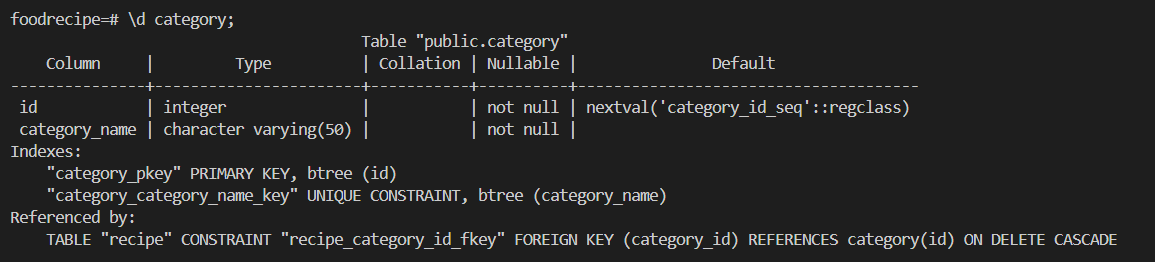 foodrecipe=# \d category;
                                    Table "public.category"
    Column     |         Type          | Collation | Nullable |               Default
---------------+-----------------------+-----------+----------+--------------------------------------
 id            | integer               |           | not null | nextval('category_id_seq'::regclass)
 category_name | character varying(50) |           | not null |
Indexes:
    "category_pkey" PRIMARY KEY, btree (id)
    "category_category_name_key" UNIQUE CONSTRAINT, btree (category_name)
Referenced by:
    TABLE "recipe" CONSTRAINT "recipe_category_id_fkey" FOREIGN KEY (category_id) REFERENCES category(id) ON DELETE CASCADE